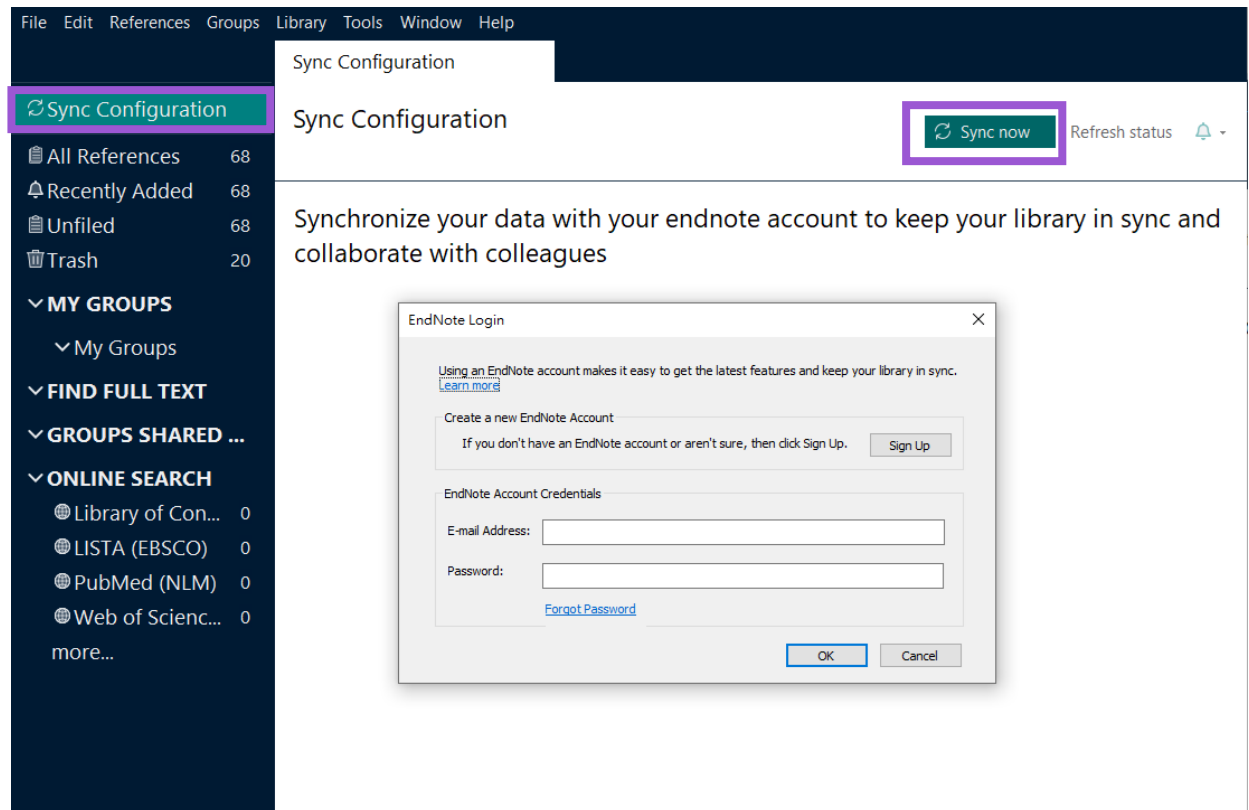 File Edit References Groups Library Tools Window Help
Sync Configuration
Sync Configuration
All References 68
Recently Added 68
Unfiled 68
Trash 20
MY GROUPS
My Groups
FIND FULL TEXT
GROUPS SHARED ...
ONLINE SEARCH
Library of Con... 0
LISTA (EBSCO) 0
PubMed (NLM) 0
Web of Scienc... 0
more...
Sync Configuration
Sync now
Refresh status
Synchronize your data with your endnote account to keep your library in sync and
collaborate with colleagues
EndNote Login
Using an EndNote account makes it easy to get the latest features and keep your library in sync.
Learn more
Create a new EndNote Account
If you don't have an EndNote account or aren't sure, then click Sign Up.
Sign Up
EndNote Account Credentials
E-mail Address:
Password:
Forgot Password
OK
Cancel